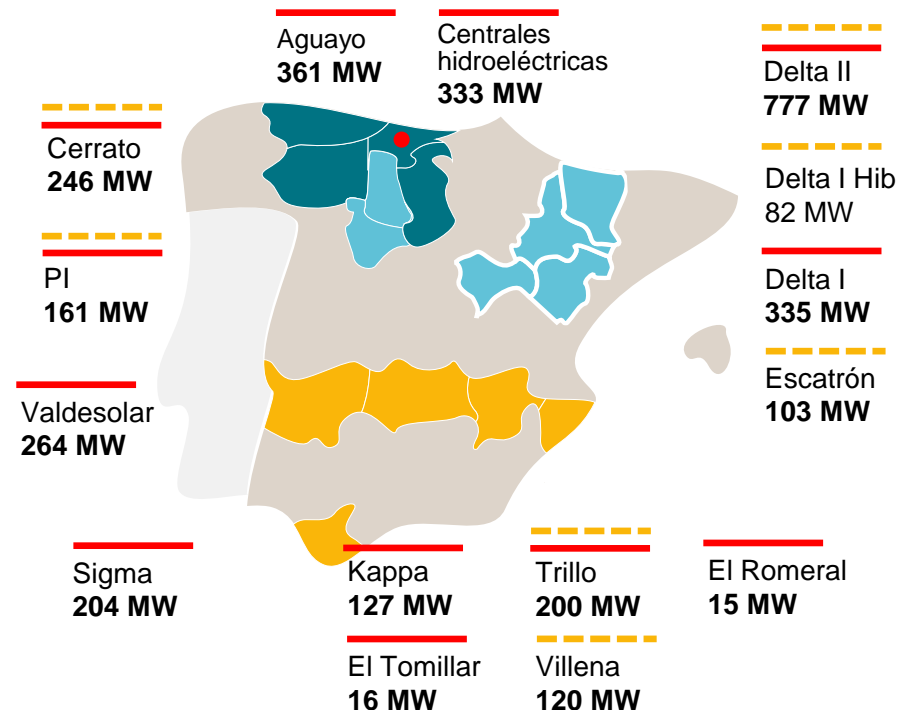 Aguayo
361 MW
Centrales
hidroeléctricas
333 MW
Delta II
777 MW
Cerrato
246 MW
Delta I Hib
82 MW
PI
161 MW
Delta I
335 MW
Escatrón
103 MW
Valdesolar
264 MW
Sigma
204 MW
Kappa
127 MW
Trillo
200 MW
El Romeral
15 MW
El Tomillar
16 MW
Villena
120 MW